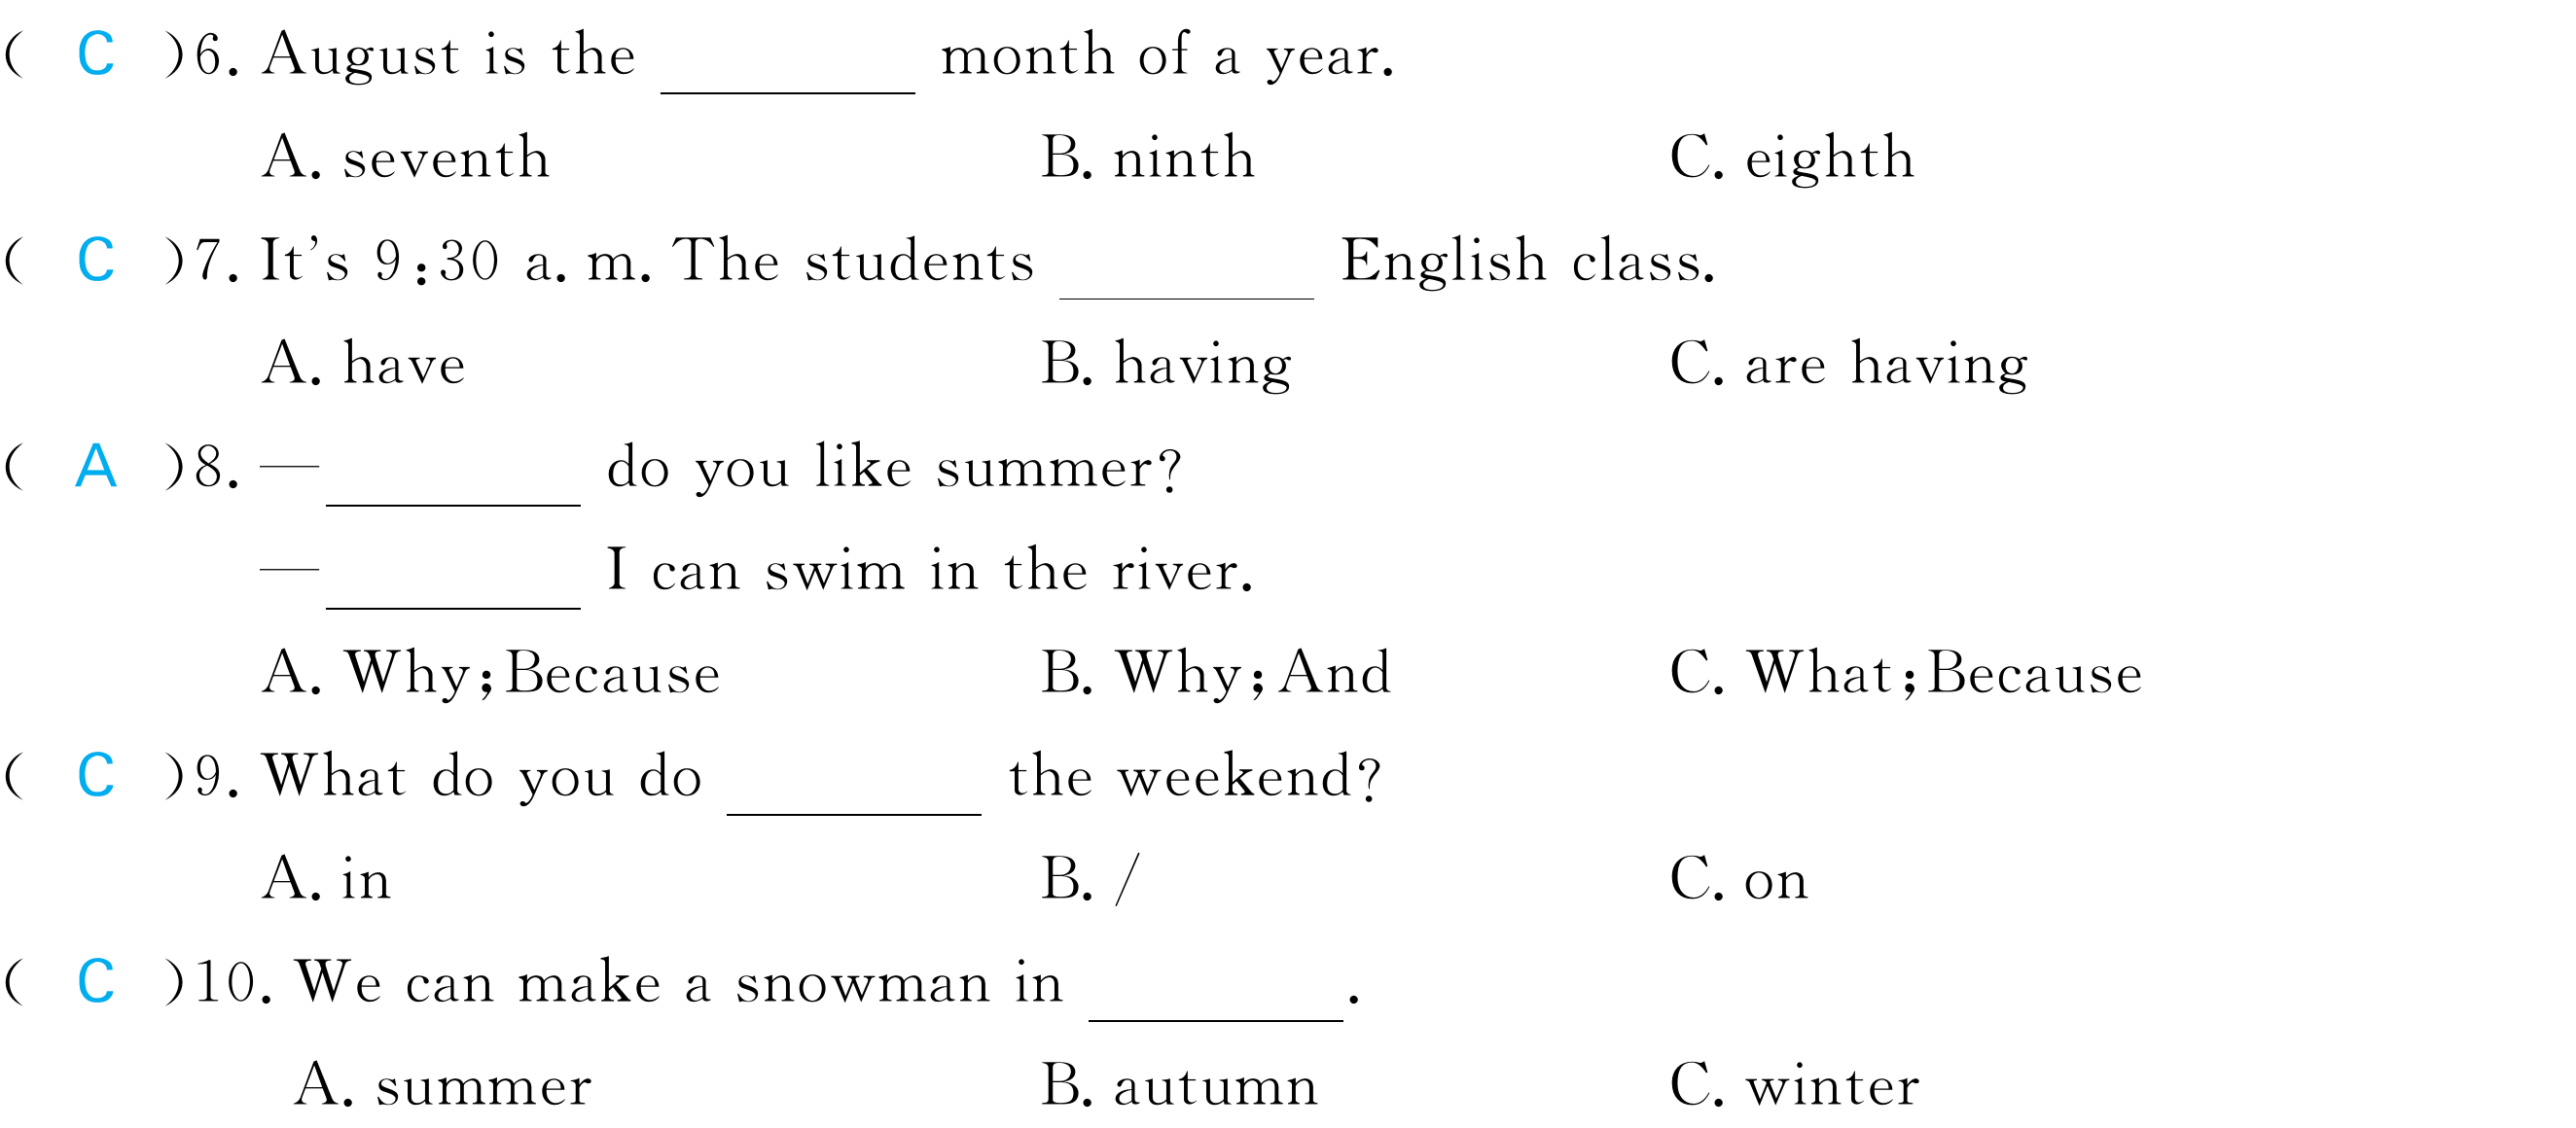 ( C )6. August is the ________ month of a year.
A. seventh B. ninth C. eighth
( C )7. It's 9:30 a. m. The students ________ English class.
A. have B. having C. are having
( A )8. —________ do you like summer?
—________ I can swim in the river.
A. Why;Because B. Why;And C. What;Because
( C )9. What do you do ________ the weekend?
A. in B. / C. on
( C )10. We can make a snowman in ________.
A. summer B. autumn C. winter